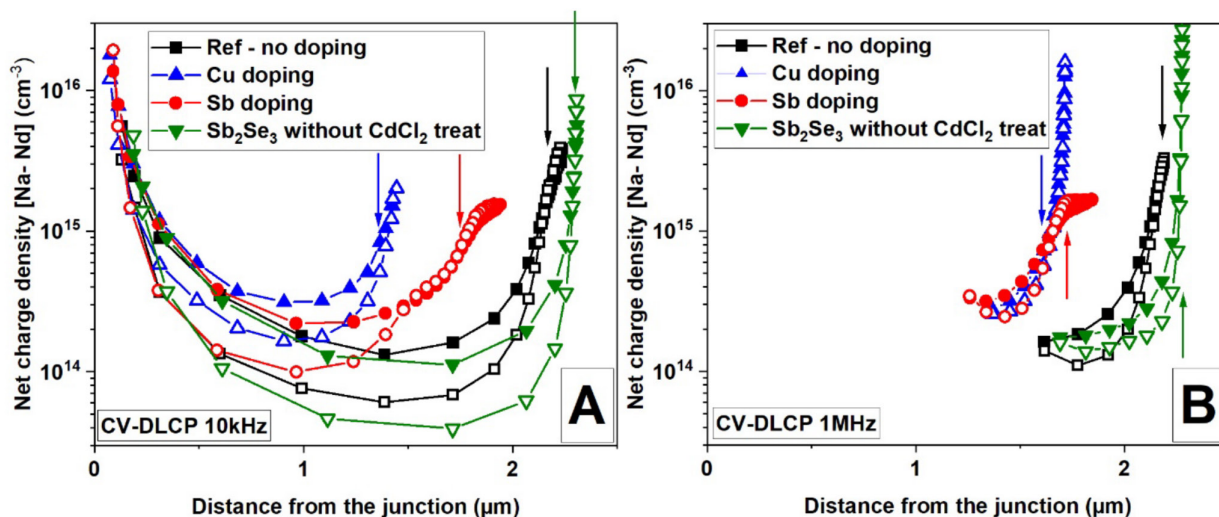 10^16
10^15
10^14
Net charge density [Na- Nd] (cm^-3)
Ref - no doping
Cu doping
Sb doping
Sb₂Se₃ without CdCl₂ treat
CV-DLCP 10kHz
A
0
1
2
Distance from the junction (µm)
10^16
10^15
10^14
Net charge density [Na- Nd] (cm^-3)
Ref - no doping
Cu doping
Sb doping
Sb₂Se₃ without CdCl₂ treat
CV-DLCP 1MHz
B
0
1
2
Distance from the junction (µm)